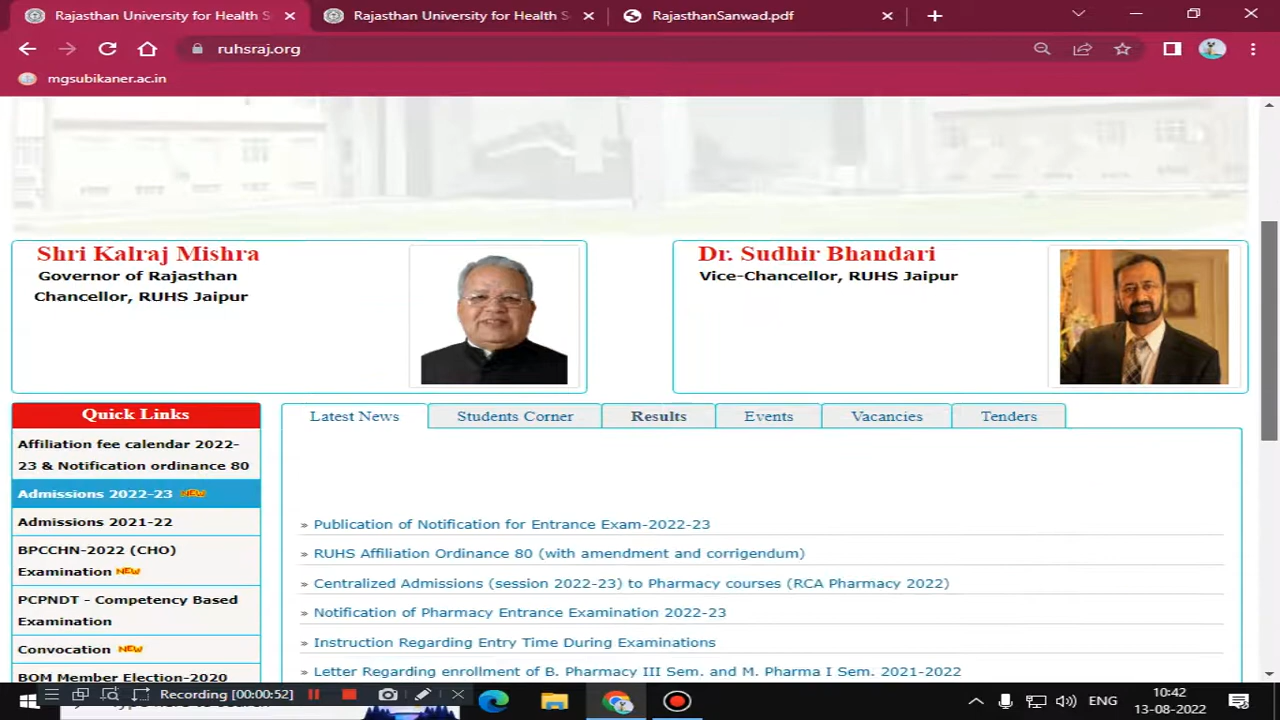 Rajasthan University for Health S
Rajasthan University for Health S
RajasthanSanwad.pdf
ruhsraj.org
mgsubikaner.ac.in
Shri Kalraj Mishra
Governor of Rajasthan
Chancellor, RUHS Jaipur
Dr. Sudhir Bhandari
Vice-Chancellor, RUHS Jaipur
Quick Links
Affiliation fee calendar 2022-
23 & Notification ordinance 80
Admissions 2022-23 NEW
Admissions 2021-22
BPCCHN-2022 (CHO)
Examination NEW
PCPNDT - Competency Based
Examination
Convocation NEW
BOM Member Election-2020
Latest News
Students Corner
Results
Events
Vacancies
Tenders
» Publication of Notification for Entrance Exam-2022-23
» RUHS Affiliation Ordinance 80 (with amendment and corrigendum)
» Centralized Admissions (session 2022-23) to Pharmacy courses (RCA Pharmacy 2022)
» Notification of Pharmacy Entrance Examination 2022-23
» Instruction Regarding Entry Time During Examinations
» Letter Regarding enrollment of B. Pharmacy III Sem. and M. Pharma I Sem. 2021-2022
Recording [00:00:52]
ENG
10:42
13-08-2022